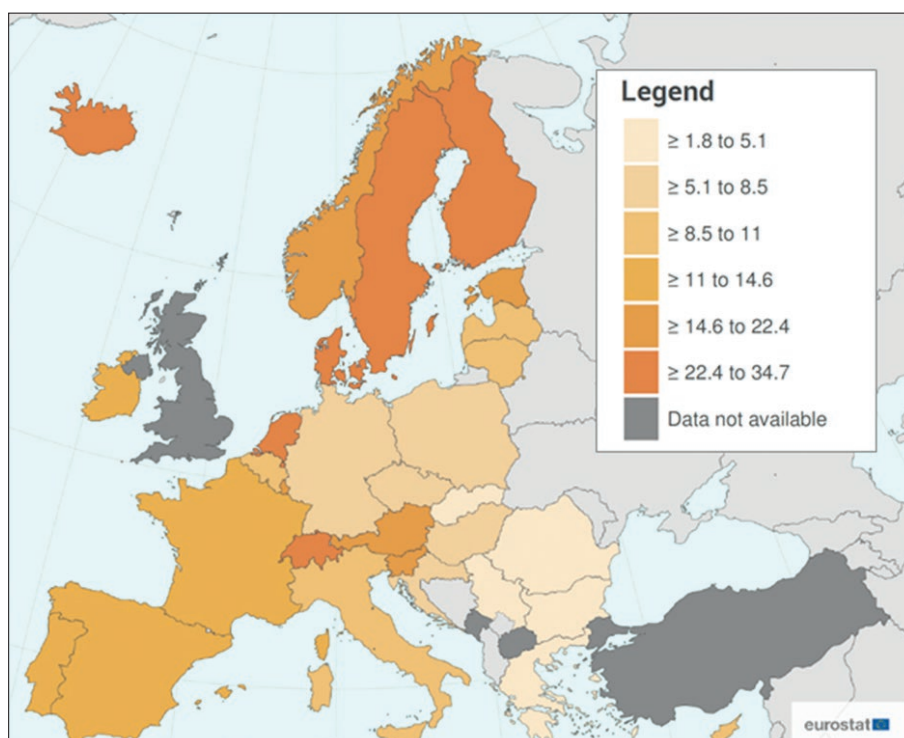 Legend
≥ 1.8 to 5.1
≥ 5.1 to 8.5
≥ 8.5 to 11
≥ 11 to 14.6
≥ 14.6 to 22.4
≥ 22.4 to 34.7
Data not available
eurostat